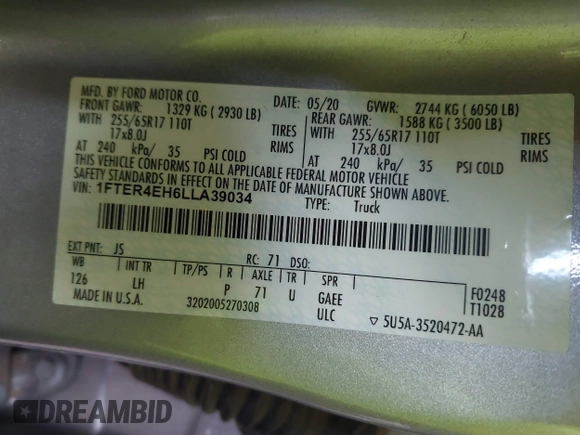 MFD. BY FORD MOTOR CO.
DATE: 05/20 GVWR: 2744 KG (6050 LB)
FRONT GAWR: 1329 KG (2930 LB)
REAR GAWR: 1588 KG (3500 LB)
WITH 255/65R17 110T TIRES
WITH 255/65R17 110T TIRES
17x8.0J RIMS
17x8.0J RIMS
AT 240 kPa/ 35 PSI COLD
AT 240 kPa/ 35 PSI COLD
THIS VEHICLE CONFORMS TO ALL APPLICABLE FEDERAL MOTOR VEHICLE
SAFETY STANDARDS IN EFFECT ON THE DATE OF MANUFACTURE SHOWN ABOVE.
VIN: 1FTER4EH6LLA39034
TYPE: Truck
EXT PNT: JS RC: 71 DSO:
WB INT TR TP/PS R AXLE TR SPR
126 LH P 71 U GAEE F0248
MADE IN U.S.A. 3202005270308 ULC T1028
▽ 5U5A-3520472-AA
DREAMBID